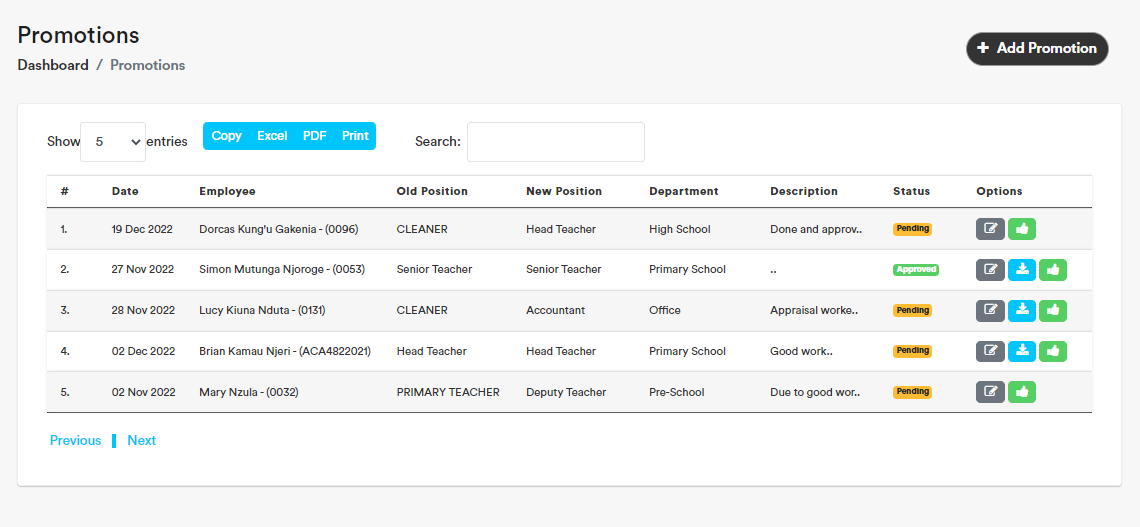 Promotions
Dashboard / Promotions
+ Add Promotion
Show 5 entries Copy Excel PDF Print Search:
# Date Employee Old Position New Position Department Description Status Options
1. 19 Dec 2022 Dorcas Kung'u Gakenia - (0096) CLEANER Head Teacher High School Done and approv.. Pending
2. 27 Nov 2022 Simon Mutunga Njoroge - (0053) Senior Teacher Senior Teacher Primary School .. Approved
3. 28 Nov 2022 Lucy Kiuna Nduta - (0131) CLEANER Accountant Office Appraisal worke.. Pending
4. 02 Dec 2022 Brian Kamau Njeri - (ACA4822021) Head Teacher Head Teacher Primary School Good work.. Pending
5. 02 Nov 2022 Mary Nzula - (0032) PRIMARY TEACHER Deputy Teacher Pre-School Due to good wor.. Pending
Previous Next